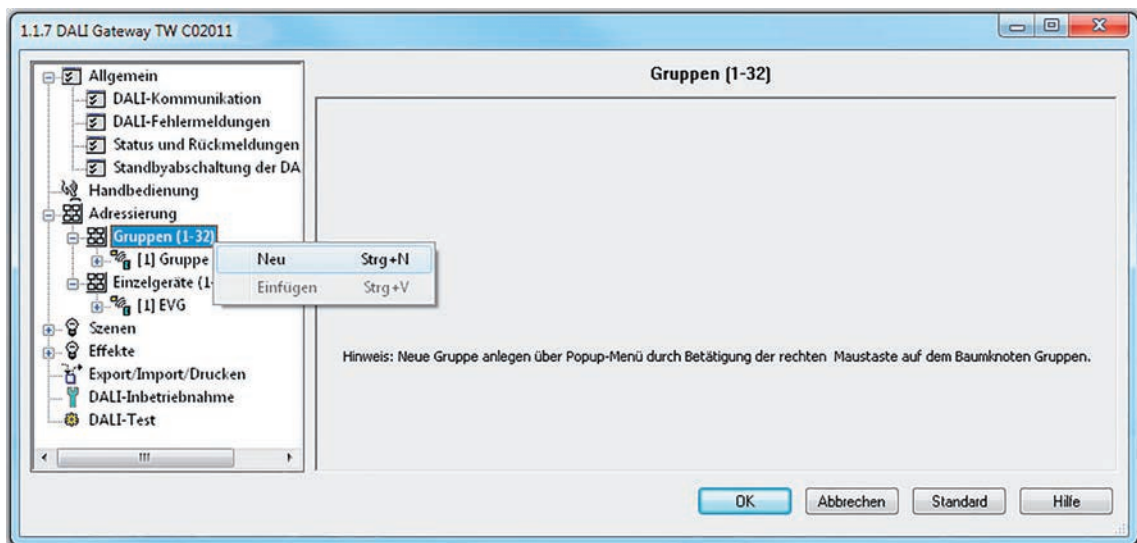 1.1.7 DALI Gateway TW C02011
Allgemein
DALI-Kommunikation
DALI-Fehlermeldungen
Status und Rückmeldungen
Standbyabschaltung der DA
Handbedienung
Adressierung
Gruppen (1-32)
[1] Gruppe
Einzelgeräte (1-
[1] EVG
Szenen
Effekte
Export/Import/Drucken
DALI-Inbetriebnahme
DALI-Test
Neu Strg+N
Einfügen Strg+V
Gruppen (1-32)
Hinweis: Neue Gruppe anlegen über Popup-Menü durch Betätigung der rechten Maustaste auf dem Baumknoten Gruppen.
OK Abbrechen Standard Hilfe